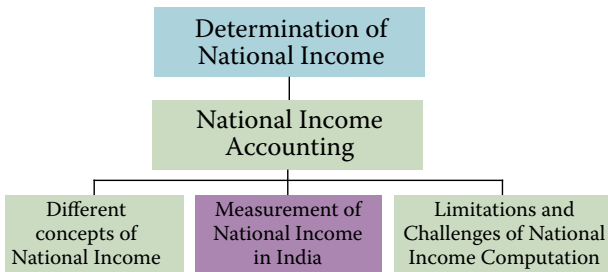 Determination of
National Income
National Income
Accounting
Different
concepts of
National Income
Measurement of
National Income
in India
Limitations and
Challenges of National
Income Computation